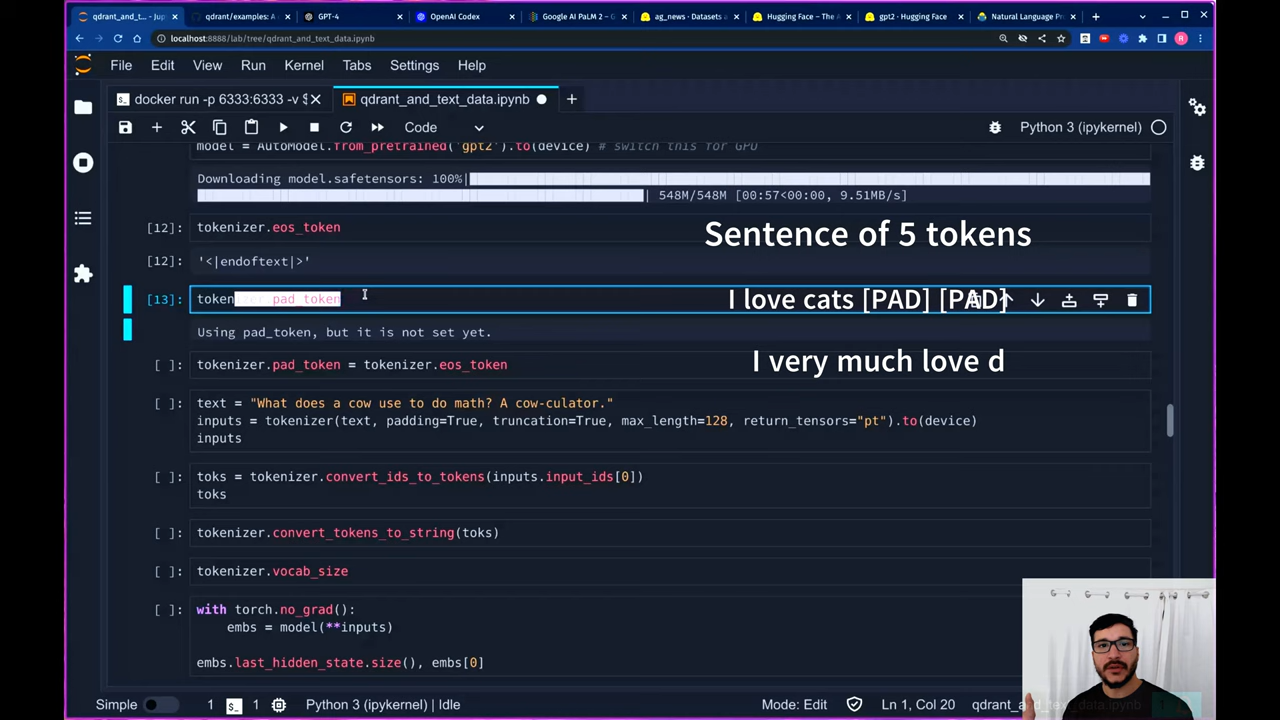 qdrant_and_t... - Jup
qdrant/examples: A
GPT-4
OpenAI Codex
Google AI PaLM 2 – G
ag_news · Datasets a
Hugging Face – The A
gpt2 · Hugging Face
Natural Language Pro
localhost:8888/lab/tree/qdrant_and_text_data.ipynb
File Edit View Run Kernel Tabs Settings Help
docker run -p 6333:6333 -v $
qdrant_and_text_data.ipynb
Code
Python 3 (ipykernel)
model = AutoModel.from_pretrained('gpt2').to(device) # switch this for GPU
Downloading model.safetensors: 100%|
| 548M/548M [00:57<00:00, 9.51MB/s]
[12]: tokenizer.eos_token
Sentence of 5 tokens
[12]: '<|endoftext|>'
[13]: tokenizer.pad_token
I love cats [PAD] [PAD]
Using pad_token, but it is not set yet.
I very much love d
[ ]: tokenizer.pad_token = tokenizer.eos_token
[ ]: text = "What does a cow use to do math? A cow-culator."
inputs = tokenizer(text, padding=True, truncation=True, max_length=128, return_tensors="pt").to(device)
inputs
[ ]: toks = tokenizer.convert_ids_to_tokens(inputs.input_ids[0])
toks
[ ]: tokenizer.convert_tokens_to_string(toks)
[ ]: tokenizer.vocab_size
[ ]: with torch.no_grad():
embs = model(**inputs)
embs.last_hidden_state.size(), embs[0]
Simple 1 $_ 1 Python 3 (ipykernel) | Idle
Mode: Edit Ln 1, Col 20 qdrant_and_text_data.ipynb